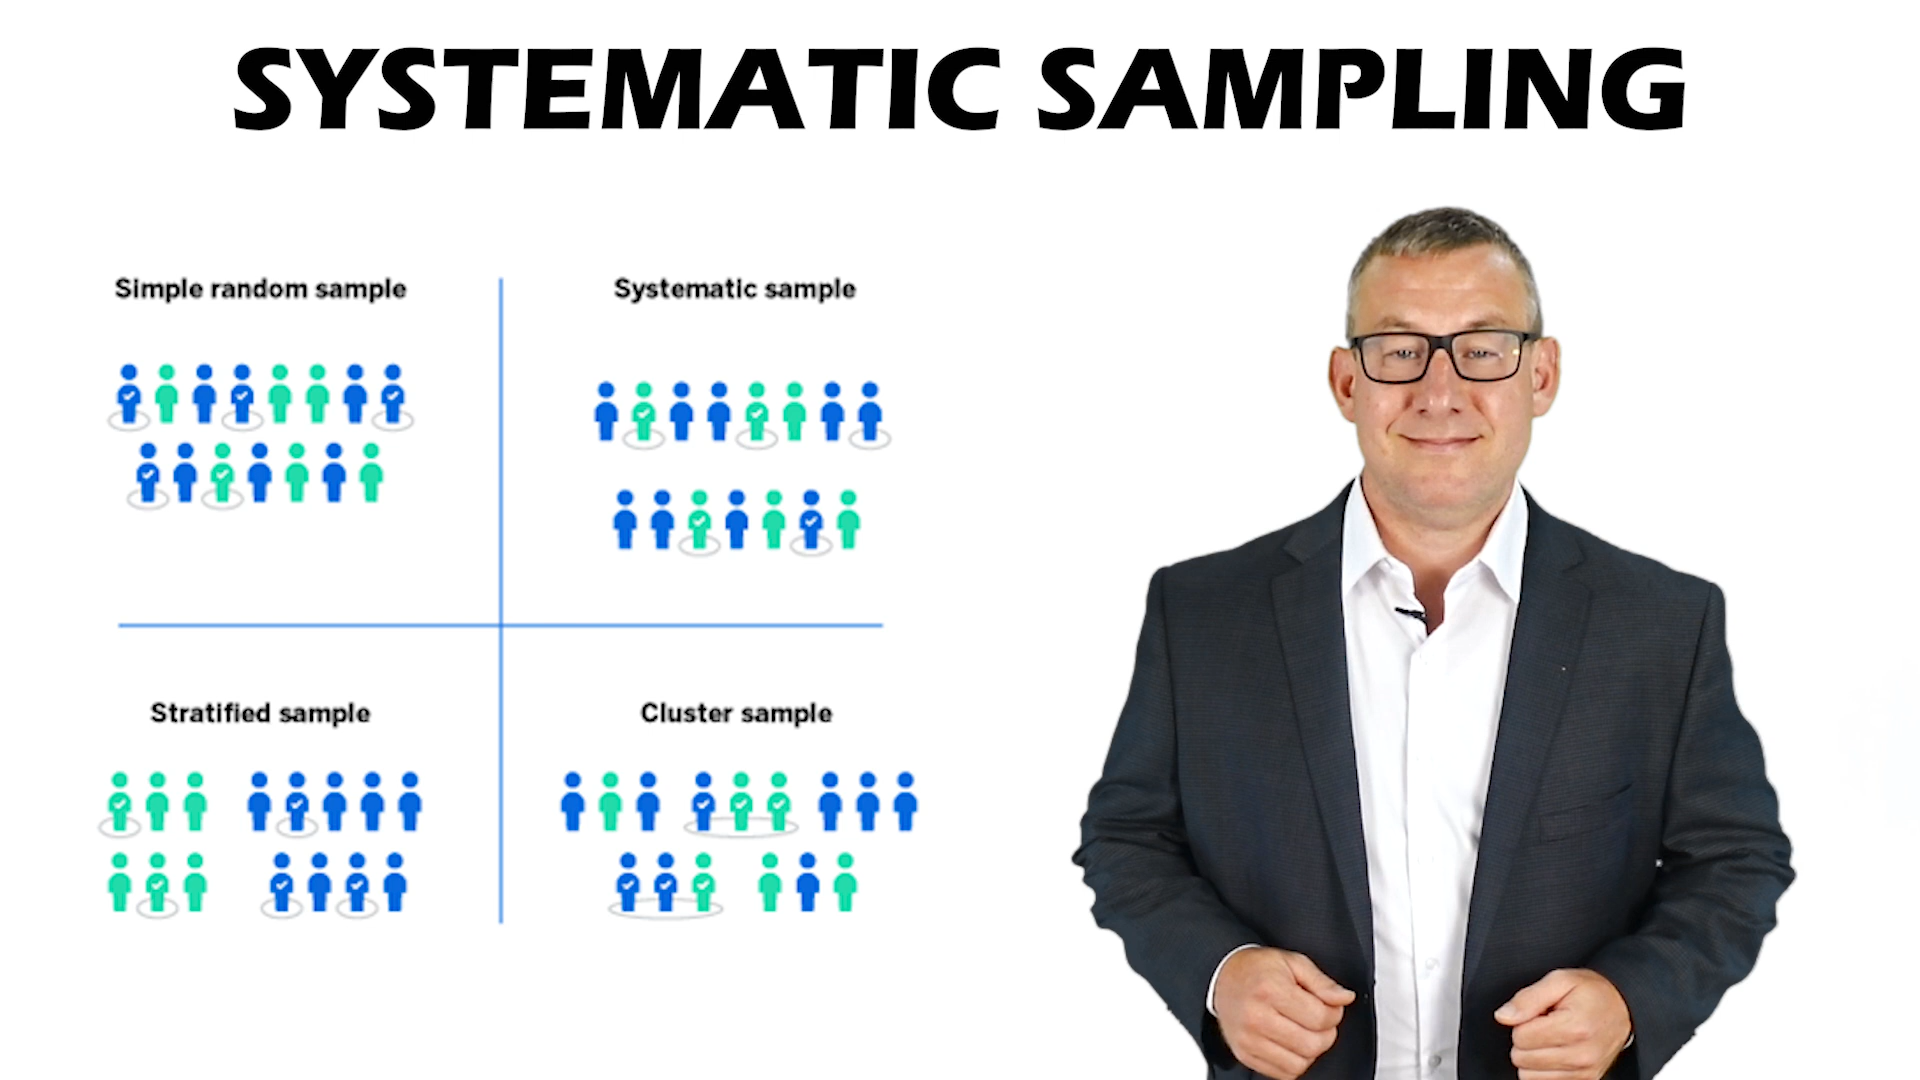 SYSTEMATIC SAMPLING
Simple random sample
Systematic sample
Stratified sample
Cluster sample